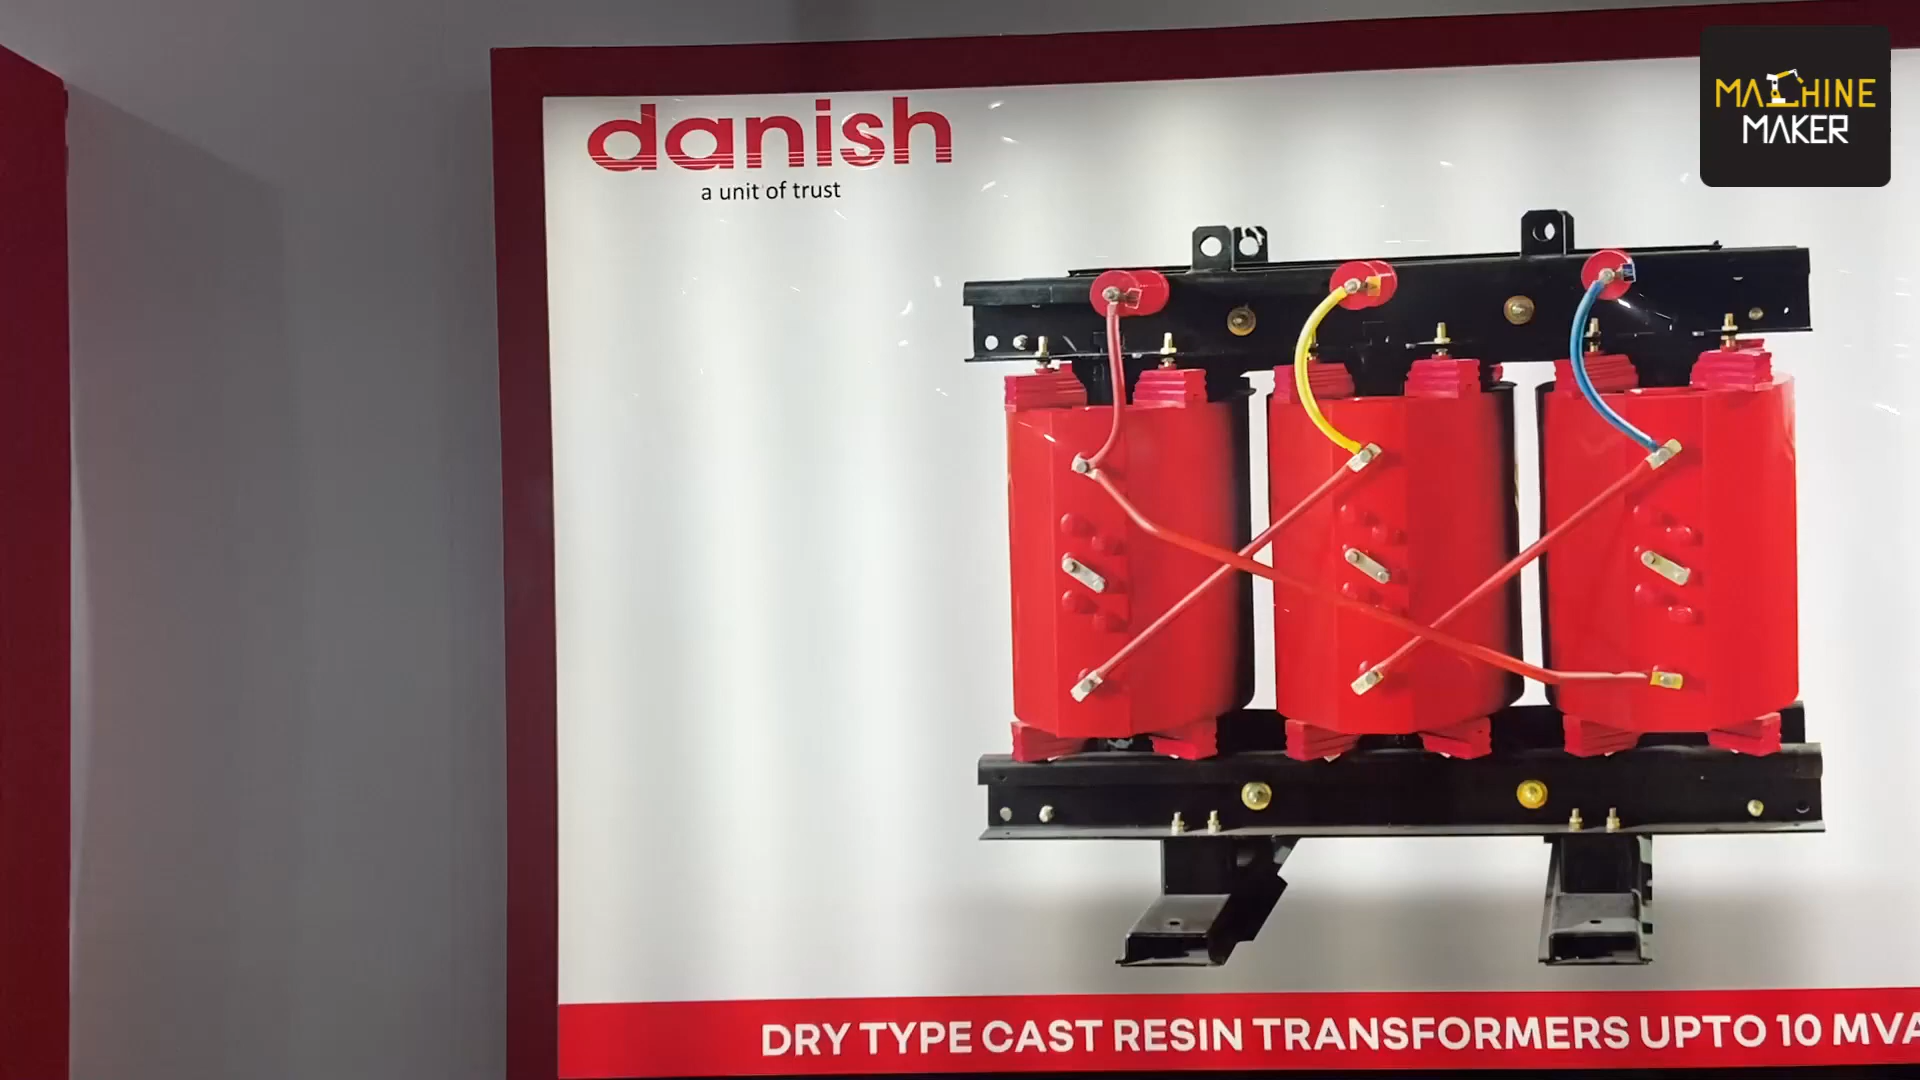 danish
a unit of trust
MACHINE
MAKER
DRY TYPE CAST RESIN TRANSFORMERS UPTO 10 MVA